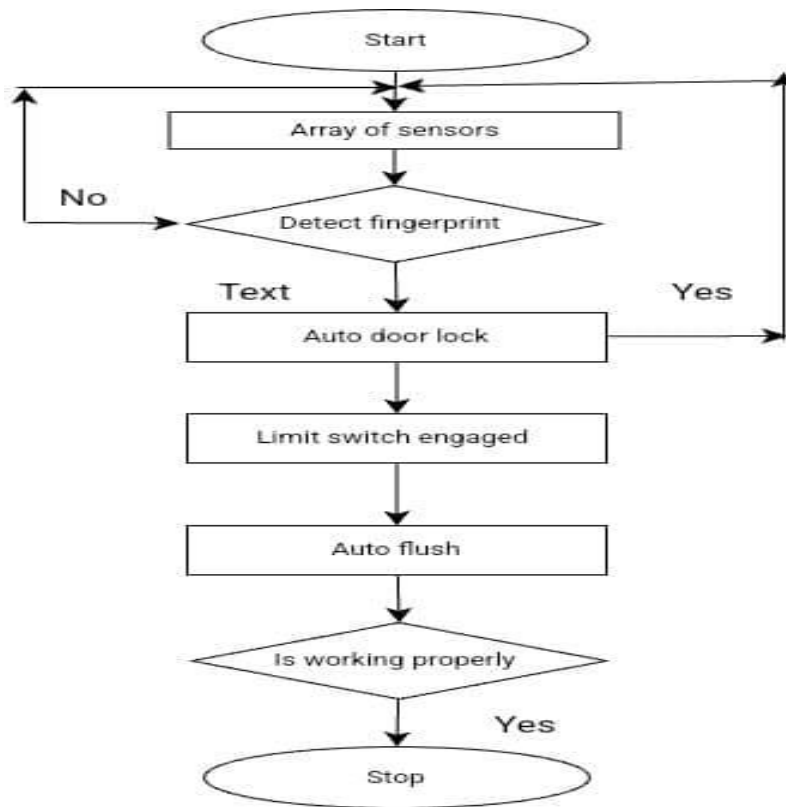 Start
Array of sensors
No
Detect fingerprint
Text
Yes
Auto door lock
Limit switch engaged
Auto flush
Is working properly
Yes
Stop